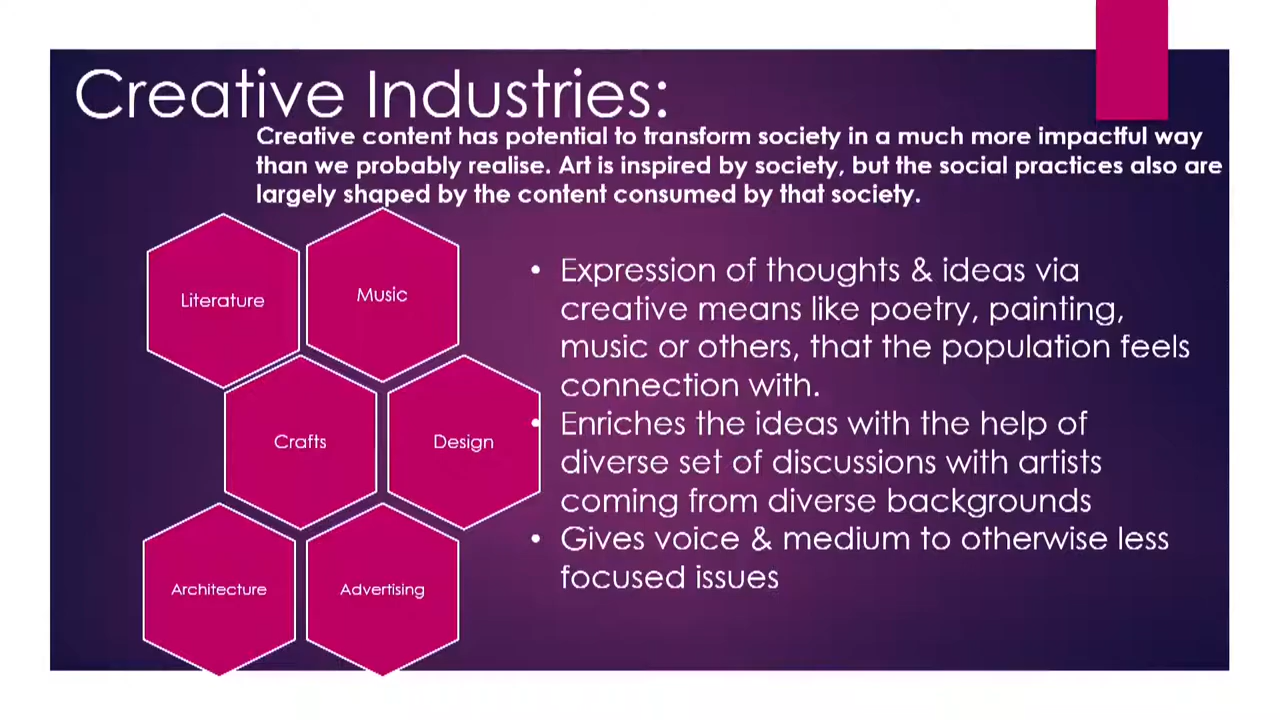 Creative Industries:
Creative content has potential to transform society in a much more impactful way
than we probably realise. Art is inspired by society, but the social practices also are
largely shaped by the content consumed by that society.
Literature
Music
Crafts
Design
Architecture
Advertising
• Expression of thoughts & ideas via
creative means like poetry, painting,
music or others, that the population feels
connection with.
• Enriches the ideas with the help of
diverse set of discussions with artists
coming from diverse backgrounds
• Gives voice & medium to otherwise less
focused issues